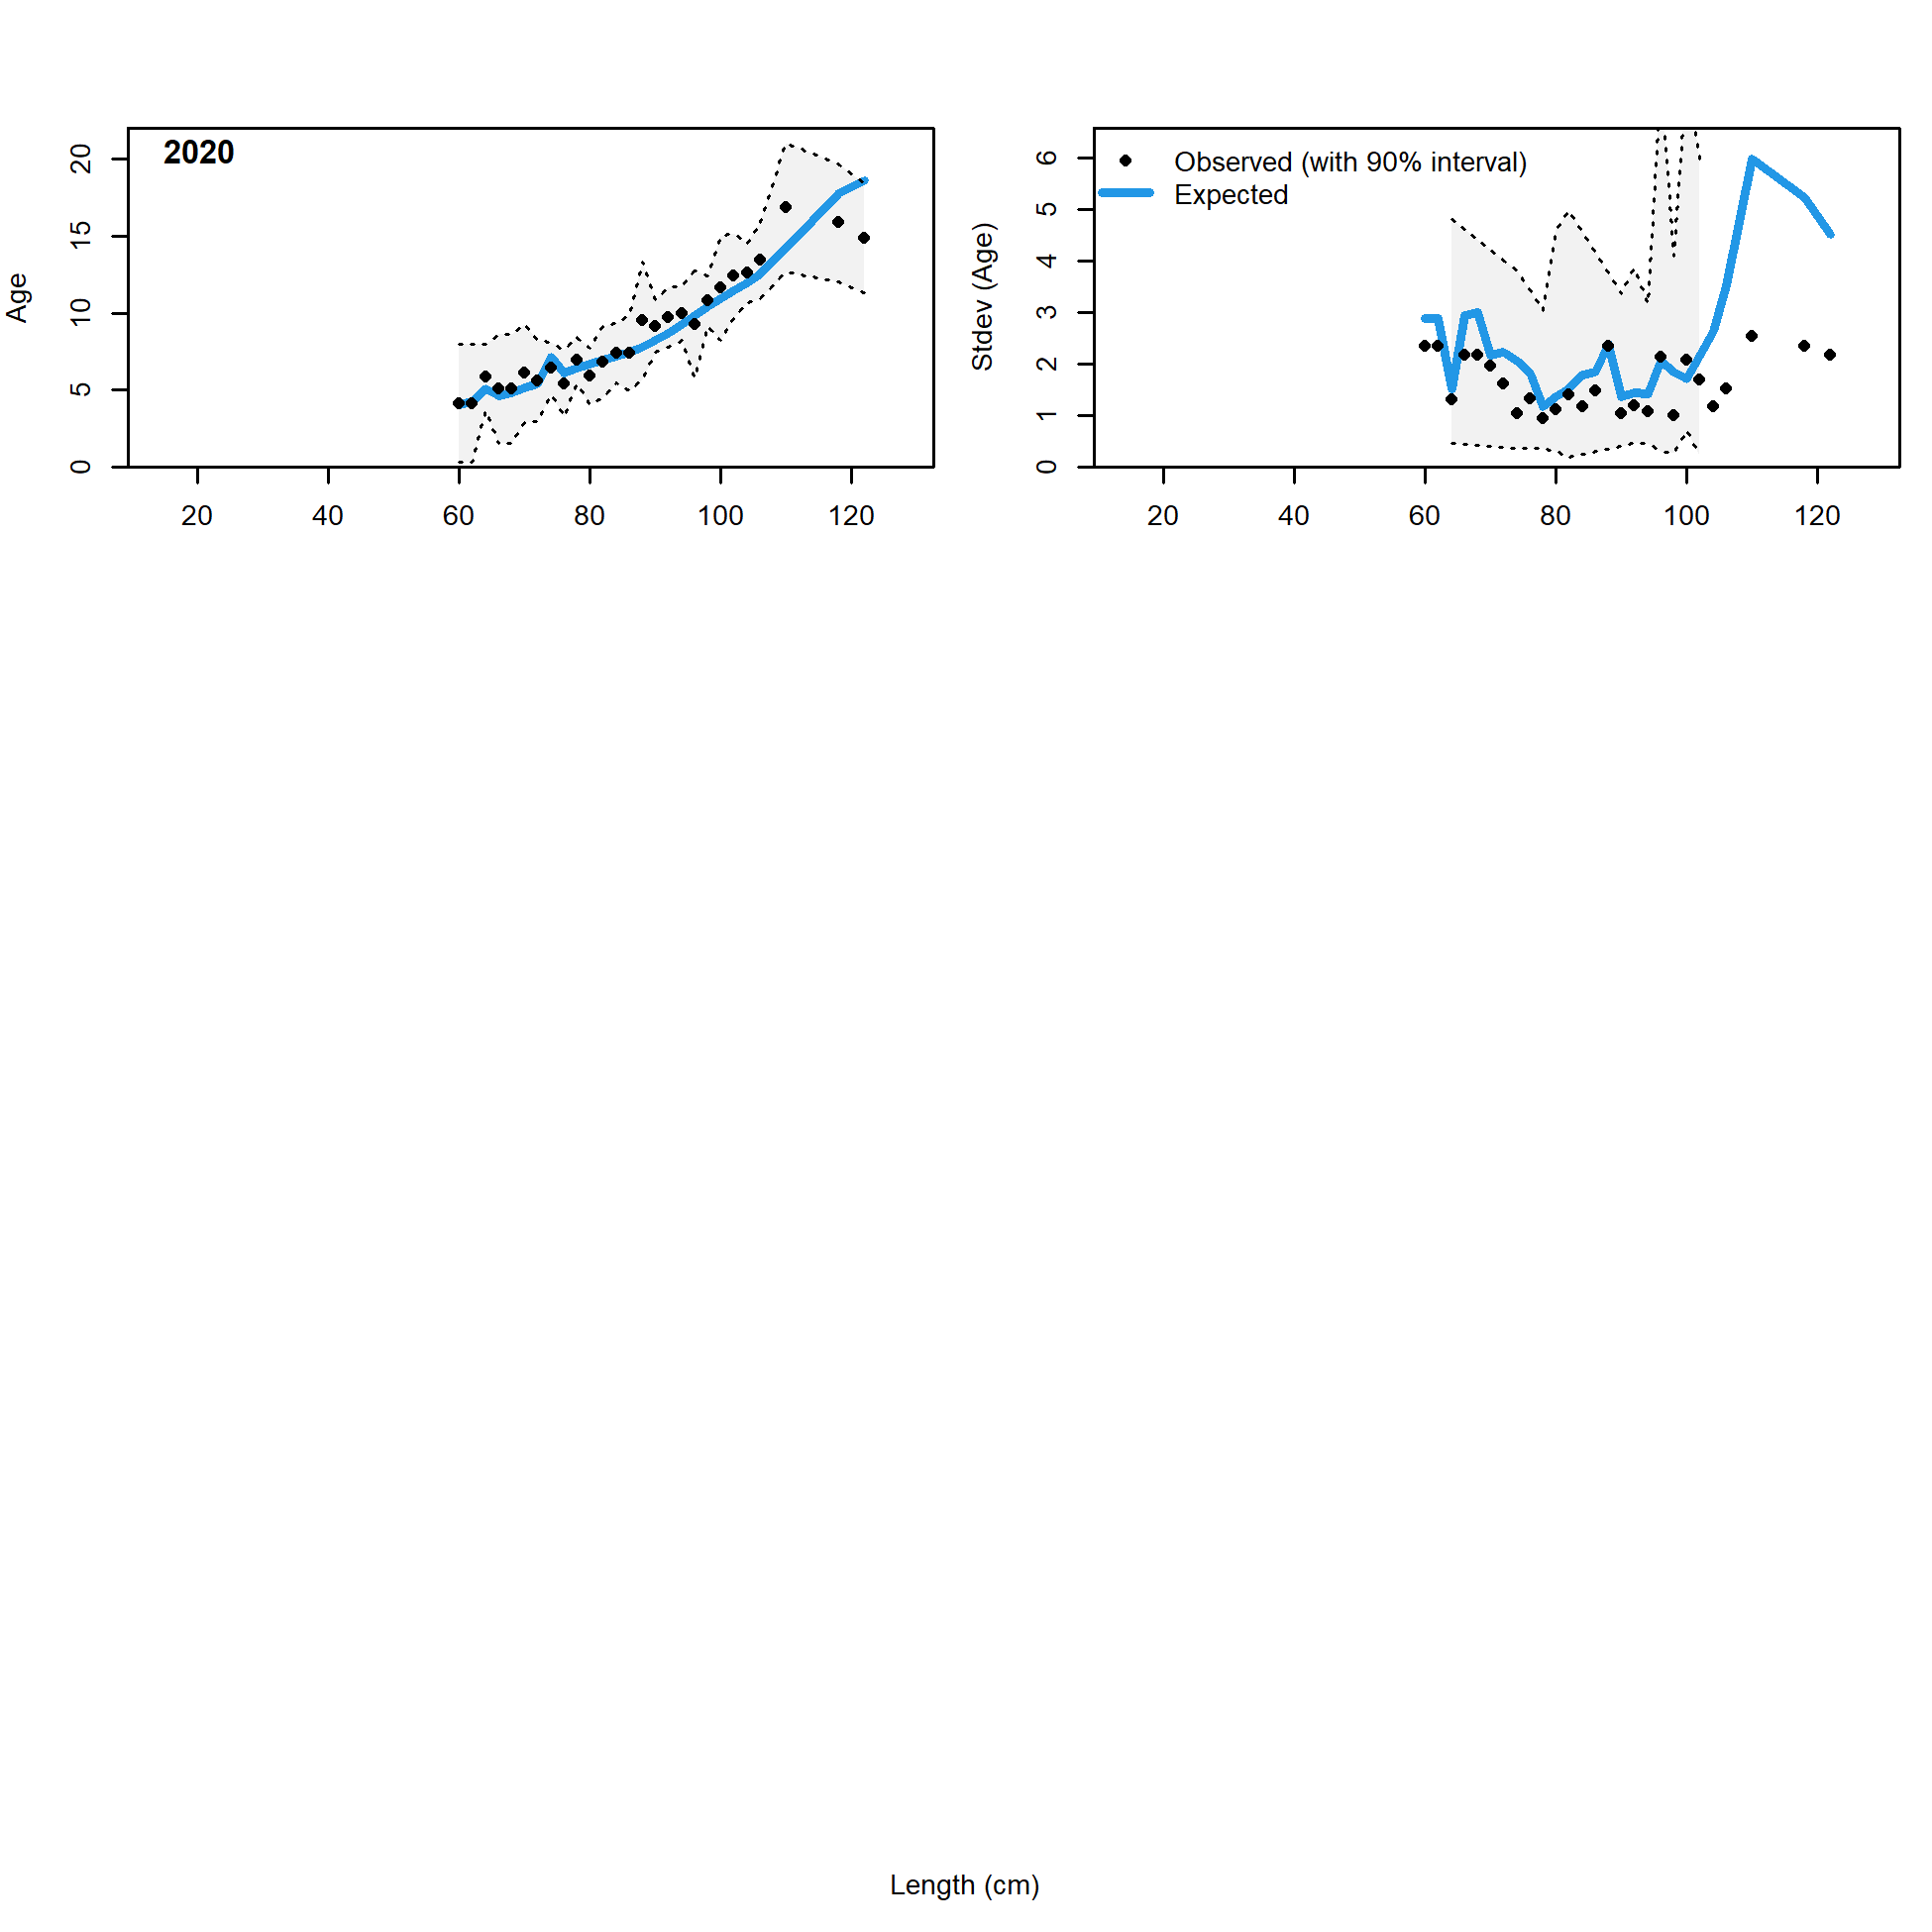 2020
Age
0 5 10 15 20
20 40 60 80 100 120
Observed (with 90% interval)
Expected
Stdev (Age)
0 1 2 3 4 5 6
20 40 60 80 100 120
Length (cm)